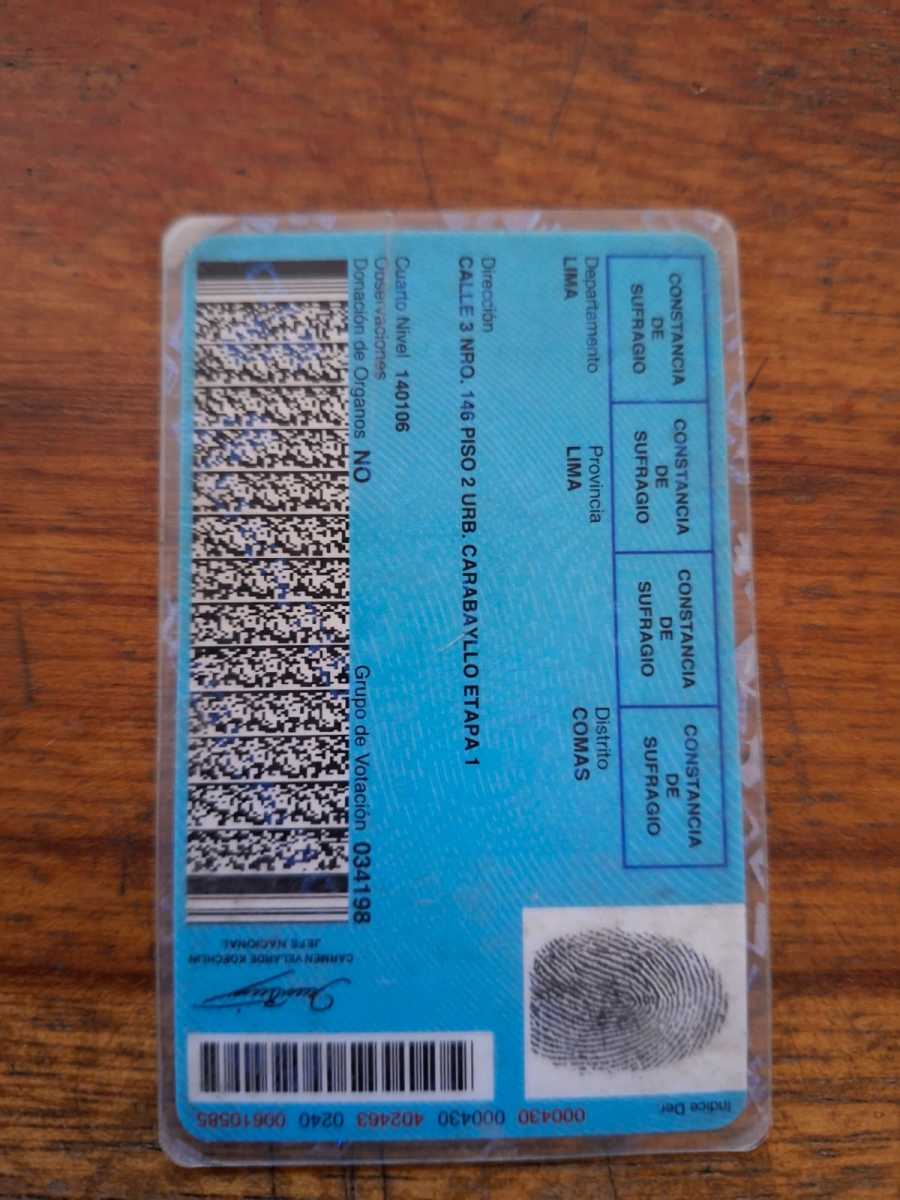 CONSTANCIA DE SUFRAGIO
CONSTANCIA DE SUFRAGIO
CONSTANCIA DE SUFRAGIO
CONSTANCIA DE SUFRAGIO
Departamento Provincia Distrito
LIMA LIMA COMAS
Dirección
CALLE 3 NRO. 146 PISO 2 URB. CARABAYLLO ETAPA 1
Cuarto Nivel 140106
Observaciones
Donación de Organos NO Grupo de Votación 034198
Indice Der.
CARMEN VELARDE KOECHLIN
JEFE NACIONAL
000430 000430 402463 0240 00610585